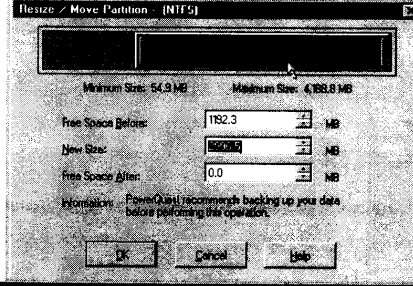 Resize / Move Partition - (NTFS)
Minimum Size: 54.9 MB Maximum Size: 4,188.8 MB
Free Space Before: 1192.3 MB
New Size: MB
Free Space After: 0.0 MB
Information: PowerQuest recommends backing up your data
before performing this operation.
OK Cancel Help